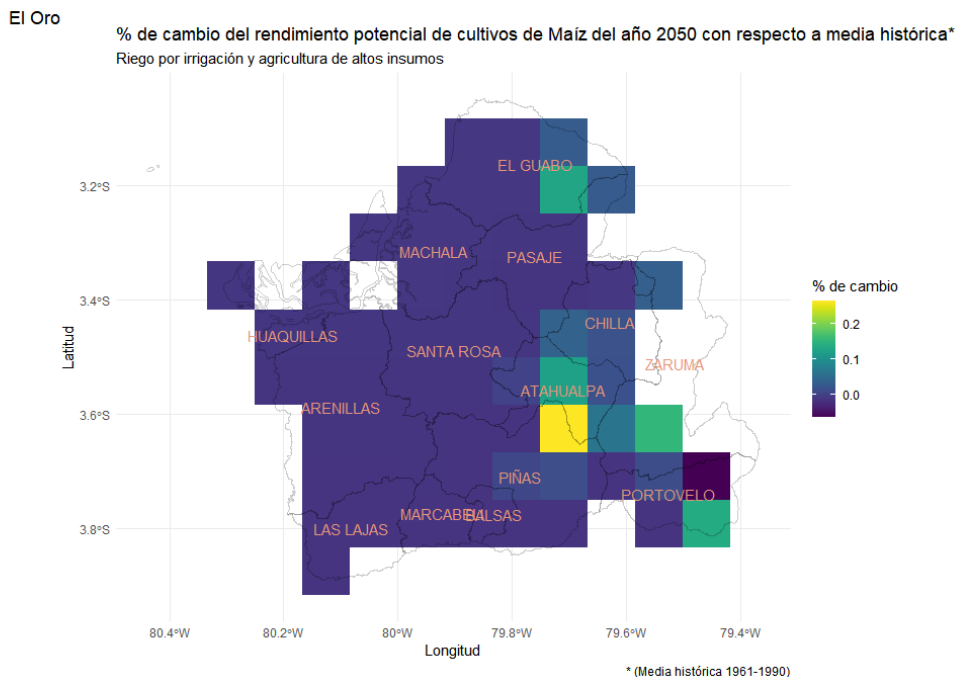 El Oro
% de cambio del rendimiento potencial de cultivos de Maíz del año 2050 con respecto a media histórica*
Riego por irrigación y agricultura de altos insumos
EL GUABO
3.2°S
MACHALA
PASAJE
% de cambio
3.4°S
0.2
CHILLA
HUAQUILLAS
Latitud
SANTA ROSA
0.1
ZARUMA
ATAHUALPA
0.0
ARENILLAS
3.6°S
PIÑAS
PORTOVELO
MARCABELI
BALSAS
3.8°S
LAS LAJAS
80.4°W
80.2°W
80°W
79.8°W
79.6°W
79.4°W
Longitud
* (Media histórica 1961-1990)